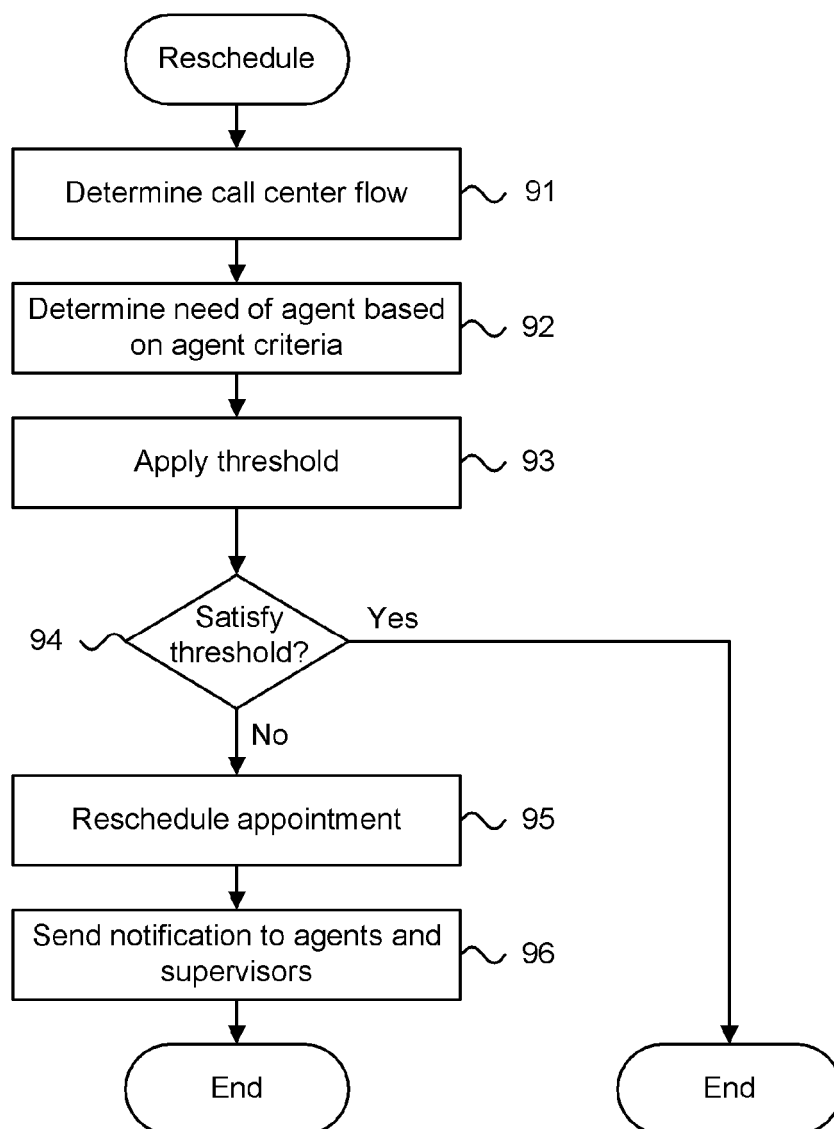 Reschedule
Determine call center flow
91
Determine need of agent based
on agent criteria
92
Apply threshold
93
Satisfy
threshold?
94
Yes
No
Reschedule appointment
95
Send notification to agents and
supervisors
96
End
End